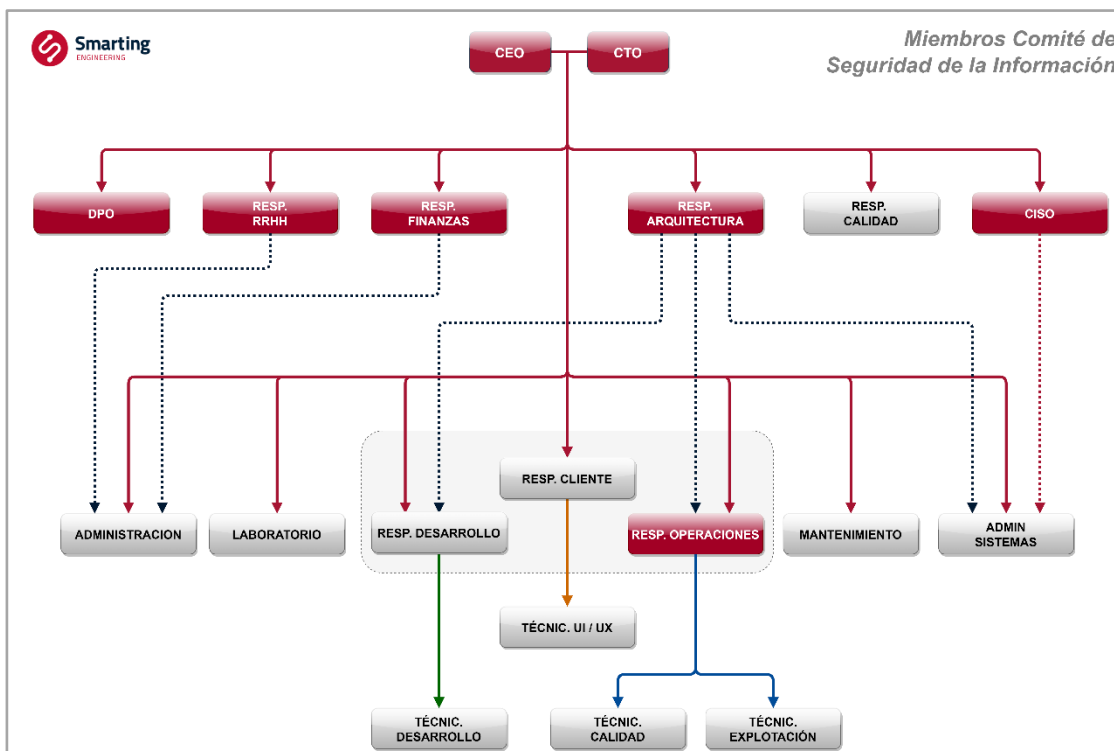 Smarting
ENGINEERING
CEO
CTO
Miembros Comité de
Seguridad de la Información
DPO
RESP.
RRHH
RESP.
FINANZAS
RESP.
ARQUITECTURA
RESP.
CALIDAD
CISO
RESP. CLIENTE
ADMINISTRACION
LABORATORIO
RESP. DESARROLLO
RESP. OPERACIONES
MANTENIMIENTO
ADMIN
SISTEMAS
TÉCNIC. UI / UX
TÉCNIC.
DESARROLLO
TÉCNIC.
CALIDAD
TÉCNIC.
EXPLOTACIÓN